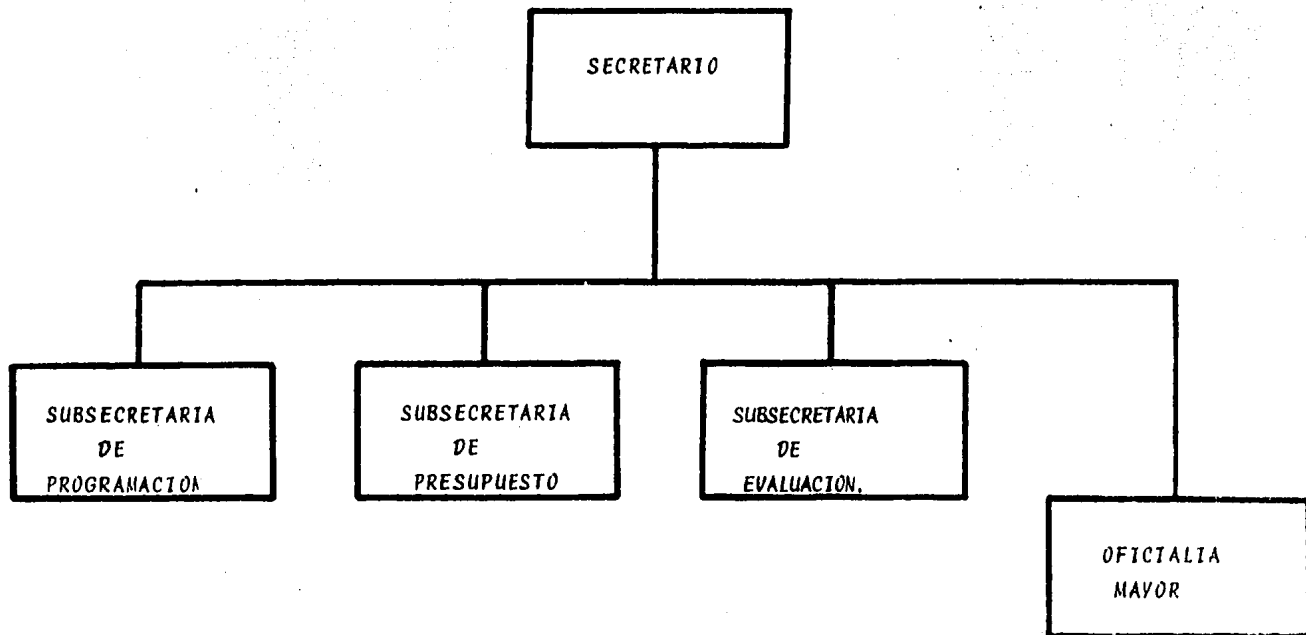 SECRETARIO
SUBSECRETARIA
DE
PROGRAMACION
SUBSECRETARIA
DE
PRESUPUESTO
SUBSECRETARIA
DE
EVALUACION.
OFICIALIA
MAYOR